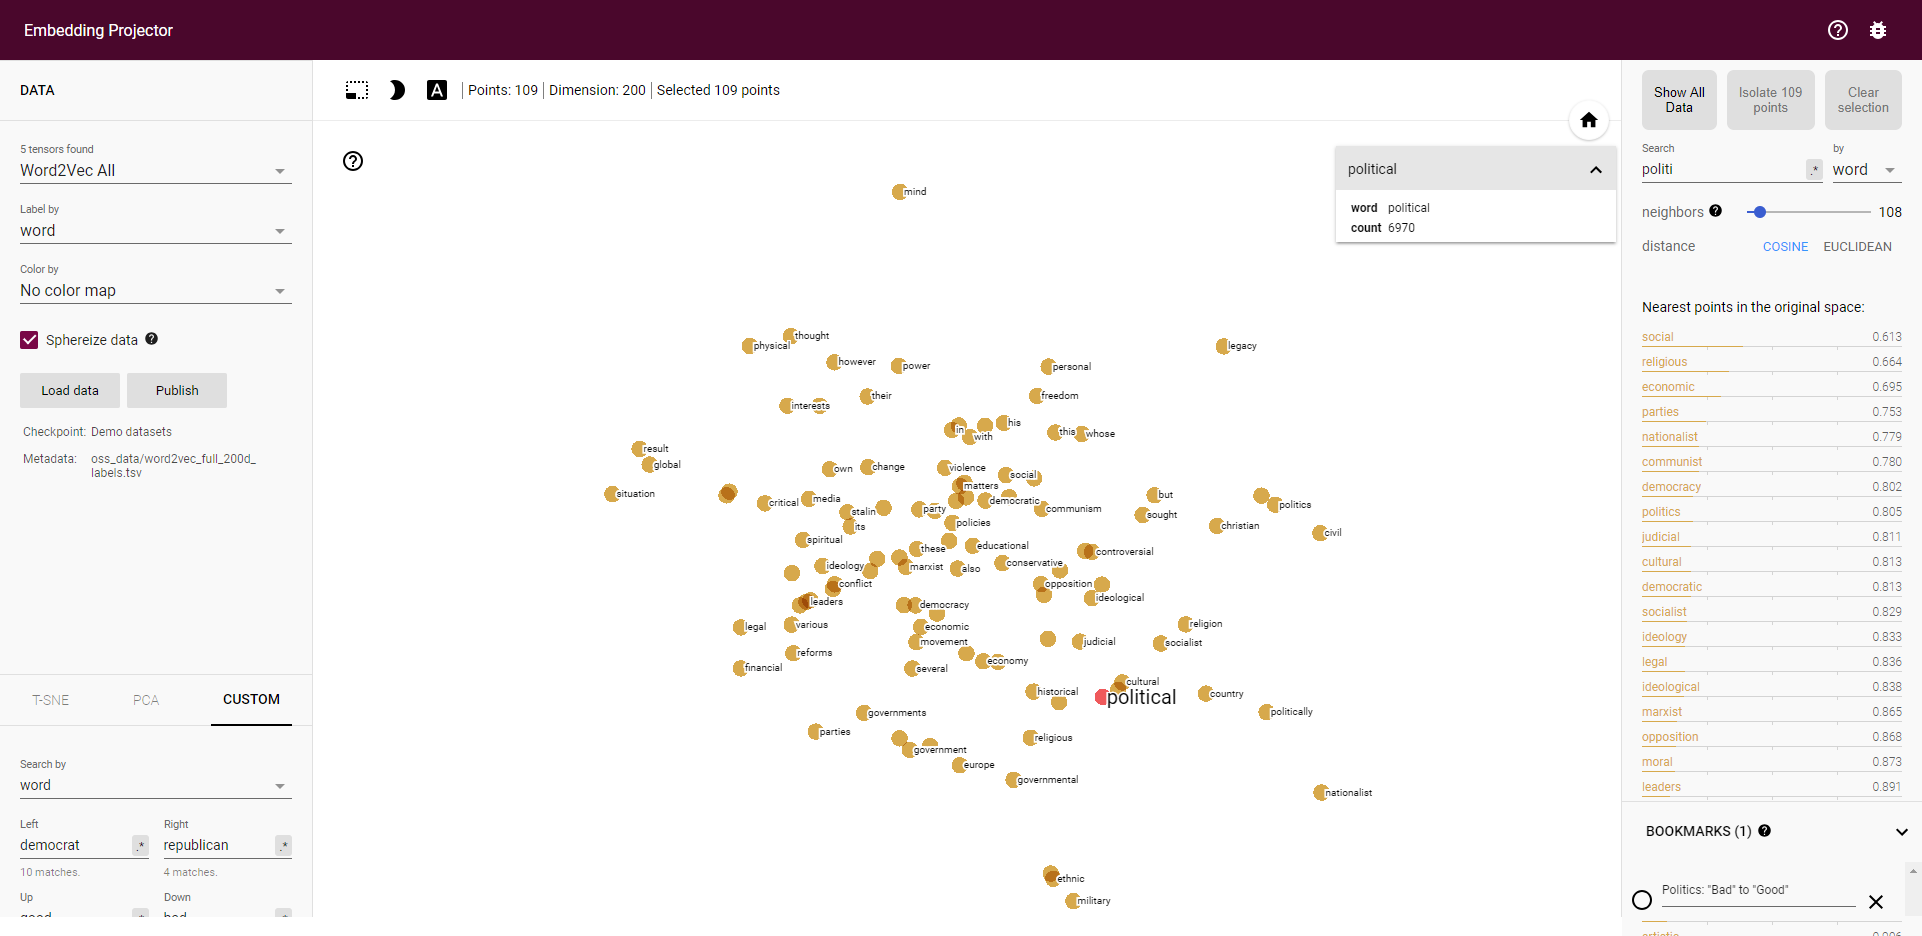 Embedding Projector
DATA
5 tensors found
Word2Vec All
Label by
word
Color by
No color map
Sphereize data
Load data Publish
Checkpoint: Demo datasets
Metadata: oss_data/word2vec_full_200d_
labels.tsv
T-SNE PCA CUSTOM
Search by
word
Left Right
democrat .* republican .*
10 matches. 4 matches.
Up Down
good bad
A | Points: 109 | Dimension: 200 | Selected 109 points
political
word political
count 6970
mind
thought
physical
legacy
however
power
personal
their
freedom
interests
his
in
with
this
whose
result
global
own
change
violence
social
matters
situation
critical
media
democratic
but
politics
stalin
party
communism
sought
its
policies
christian
civil
spiritual
these
educational
controversial
ideology
marxist
also
conservative
conflict
opposition
leaders
democracy
ideological
legal
various
economic
religion
movement
judicial
socialist
reforms
financial
several
economy
cultural
historical
political
country
governments
politically
parties
religious
government
europe
governmental
nationalist
ethnic
military
Show All
Data
Isolate 109
points
Clear
selection
Search by
politi .* word
neighbors 108
distance COSINE EUCLIDEAN
Nearest points in the original space:
social 0.613
religious 0.664
economic 0.695
parties 0.753
nationalist 0.779
communist 0.780
democracy 0.802
politics 0.805
judicial 0.811
cultural 0.813
democratic 0.813
socialist 0.829
ideology 0.833
legal 0.836
ideological 0.838
marxist 0.865
opposition 0.868
moral 0.873
leaders 0.891
BOOKMARKS (1)
Politics: "Bad" to "Good"